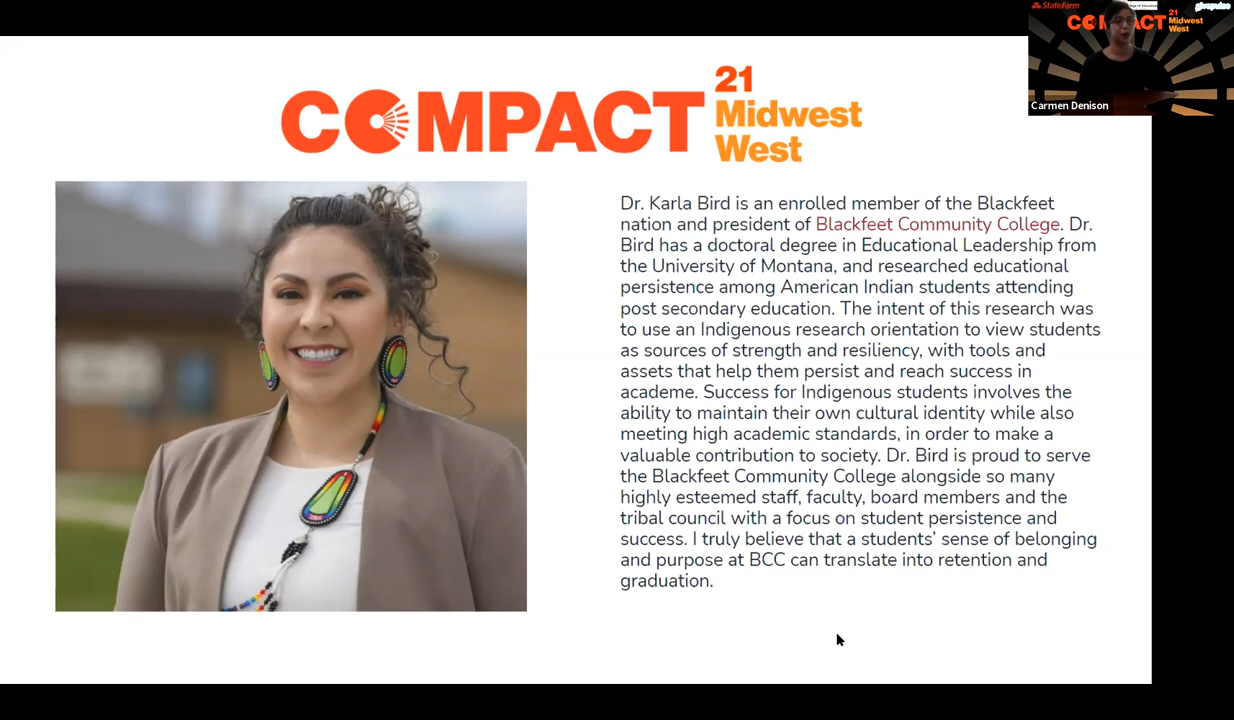 StateFarm
COMPACT
21
Midwest
West
Carmen Denison
COMPACT
21
Midwest
West
Dr. Karla Bird is an enrolled member of the Blackfeet
nation and president of Blackfeet Community College. Dr.
Bird has a doctoral degree in Educational Leadership from
the University of Montana, and researched educational
persistence among American Indian students attending
post secondary education. The intent of this research was
to use an Indigenous research orientation to view students
as sources of strength and resiliency, with tools and
assets that help them persist and reach success in
academe. Success for Indigenous students involves the
ability to maintain their own cultural identity while also
meeting high academic standards, in order to make a
valuable contribution to society. Dr. Bird is proud to serve
the Blackfeet Community College alongside so many
highly esteemed staff, faculty, board members and the
tribal council with a focus on student persistence and
success. I truly believe that a students’ sense of belonging
and purpose at BCC can translate into retention and
graduation.